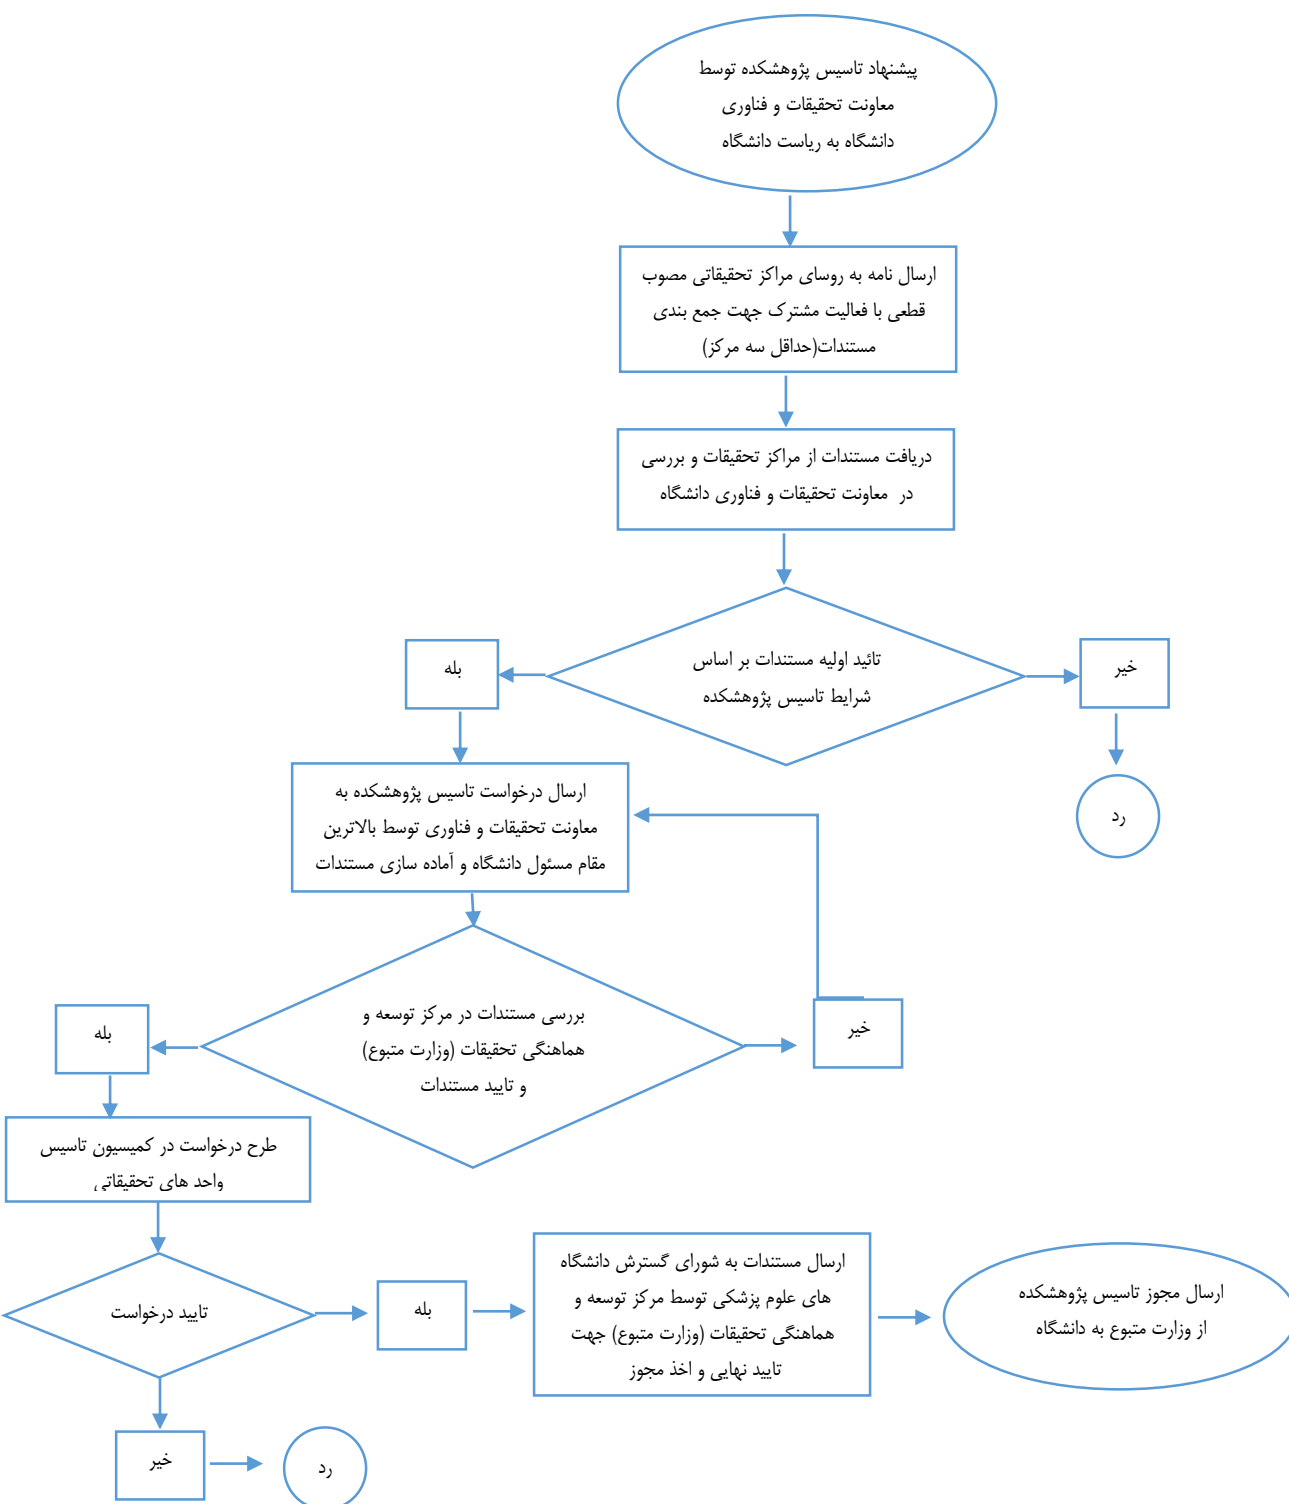 پیشنهاد تاسیس پژوهشکده توسط
معاونت تحقیقات و فناوری
دانشگاه به ریاست دانشگاه
ارسال نامه به روسای مراکز تحقیقاتی مصوب
قطعی با فعالیت مشترک جهت جمع بندی
مستندات(حداقل سه مرکز)
دریافت مستندات از مراکز تحقیقات و بررسی
در معاونت تحقیقات و فناوری دانشگاه
تائید اولیه مستندات بر اساس
شرایط تاسیس پژوهشکده
خیر
بله
رد
ارسال درخواست تاسیس پژوهشکده به
معاونت تحقیقات و فناوری توسط بالاترین
مقام مسئول دانشگاه و آماده سازی مستندات
بررسی مستندات در مرکز توسعه و
هماهنگی تحقیقات (وزارت متبوع)
و تایید مستندات
خیر
بله
طرح درخواست در کمیسیون تاسیس
واحد های تحقیقاتی
تایید درخواست
بله
ارسال مستندات به شورای گسترش دانشگاه
های علوم پزشکی توسط مرکز توسعه و
هماهنگی تحقیقات (وزارت متبوع) جهت
تایید نهایی و اخذ مجوز
ارسال مجوز تاسیس پژوهشکده
از وزارت متبوع به دانشگاه
خیر
رد